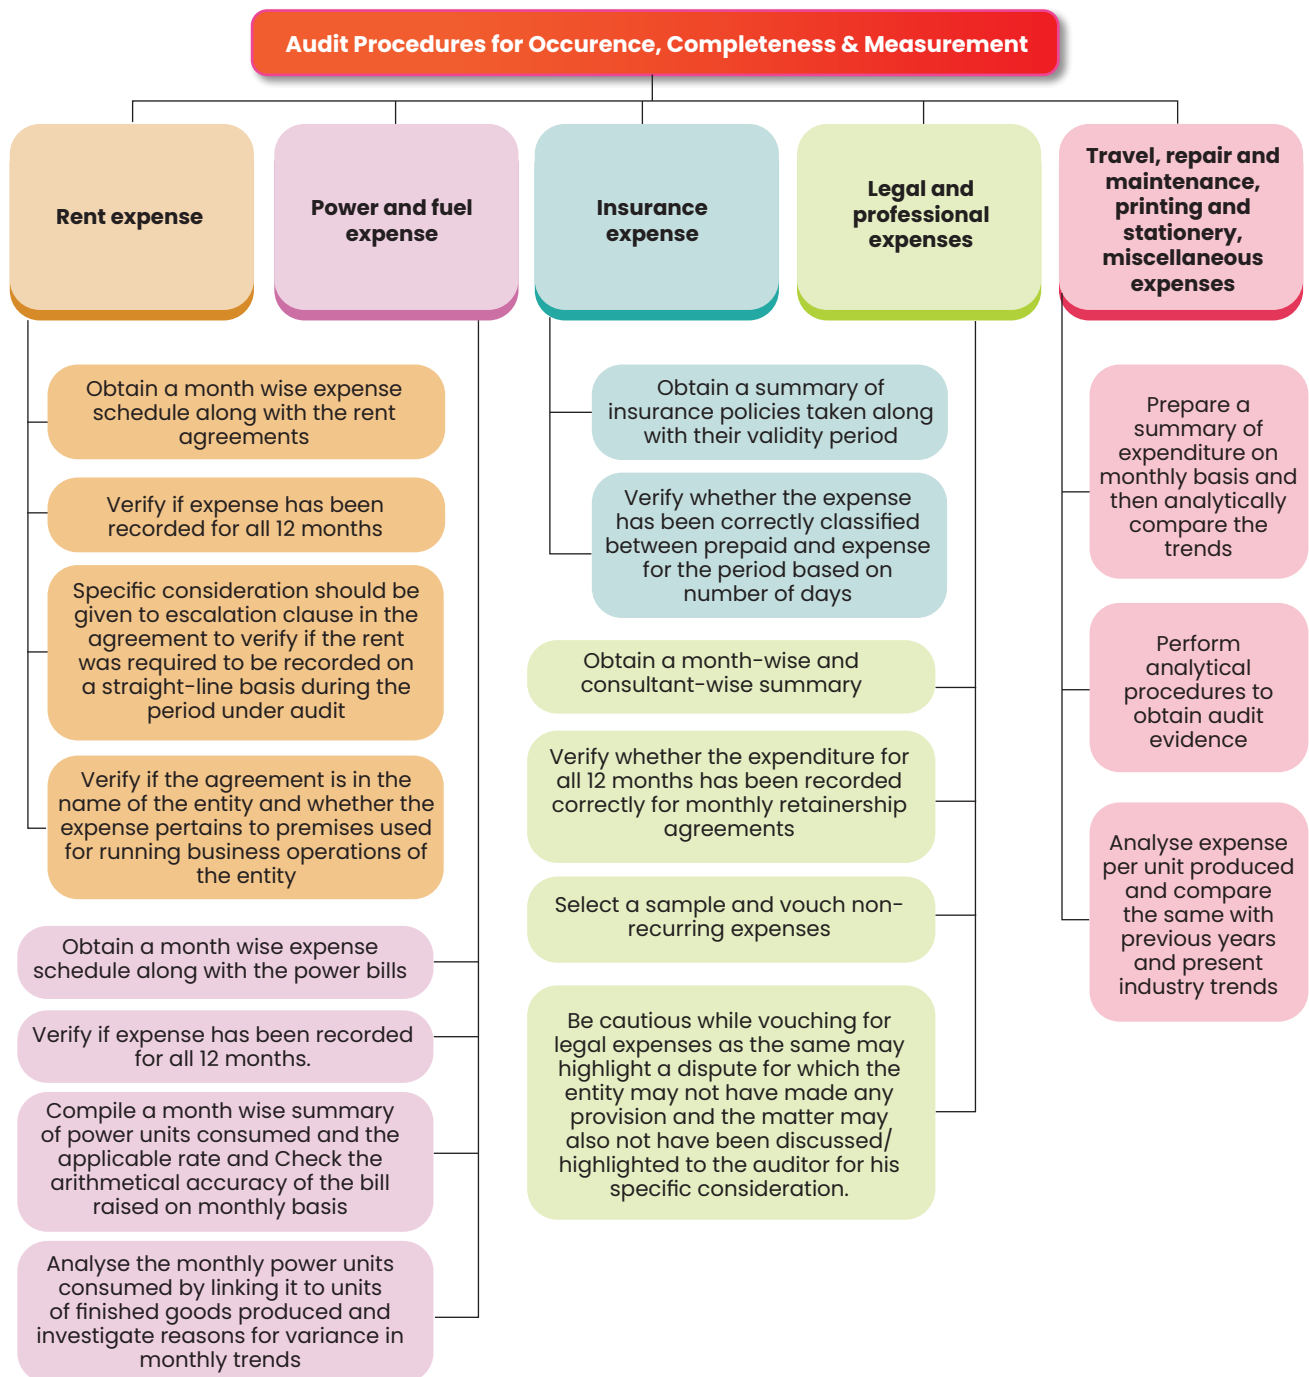 Audit Procedures for Occurence, Completeness & Measurement
Rent expense
Power and fuel
expense
Insurance
expense
Legal and
professional
expenses
Travel, repair and
maintenance,
printing and
stationery,
miscellaneous
expenses
Obtain a month wise expense
schedule along with the rent
agreements
Verify if expense has been
recorded for all 12 months
Specific consideration should be
given to escalation clause in the
agreement to verify if the rent
was required to be recorded on
a straight-line basis during the
period under audit
Verify if the agreement is in the
name of the entity and whether the
expense pertains to premises used
for running business operations of
the entity
Obtain a month wise expense
schedule along with the power bills
Verify if expense has been recorded
for all 12 months.
Compile a month wise summary
of power units consumed and the
applicable rate and Check the
arithmetical accuracy of the bill
raised on monthly basis
Analyse the monthly power units
consumed by linking it to units
of finished goods produced and
investigate reasons for variance in
monthly trends
Obtain a summary of
insurance policies taken along
with their validity period
Verify whether the expense
has been correctly classified
between prepaid and expense
for the period based on
number of days
Obtain a month-wise and
consultant-wise summary
Verify whether the expenditure for
all 12 months has been recorded
correctly for monthly retainership
agreements
Select a sample and vouch non-
recurring expenses
Be cautious while vouching for
legal expenses as the same may
highlight a dispute for which the
entity may not have made any
provision and the matter may
also not have been discussed/
highlighted to the auditor for his
specific consideration.
Prepare a
summary of
expenditure on
monthly basis and
then analytically
compare the
trends
Perform
analytical
procedures to
obtain audit
evidence
Analyse expense
per unit produced
and compare
the same with
previous years
and present
industry trends